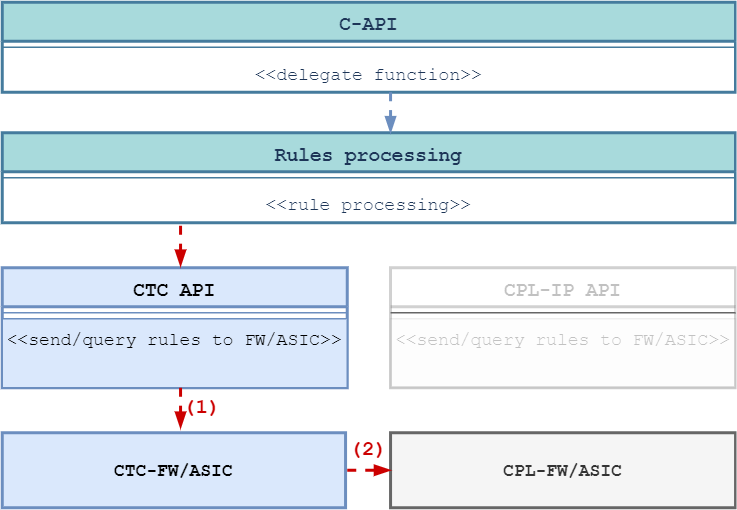 C-API
<<delegate function>>
Rules processing
<<rule processing>>
CTC API
<<send/query rules to FW/ASIC>>
CPL-IP API
<<send/query rules to FW/ASIC>>
(1)
(2)
CTC-FW/ASIC
CPL-FW/ASIC